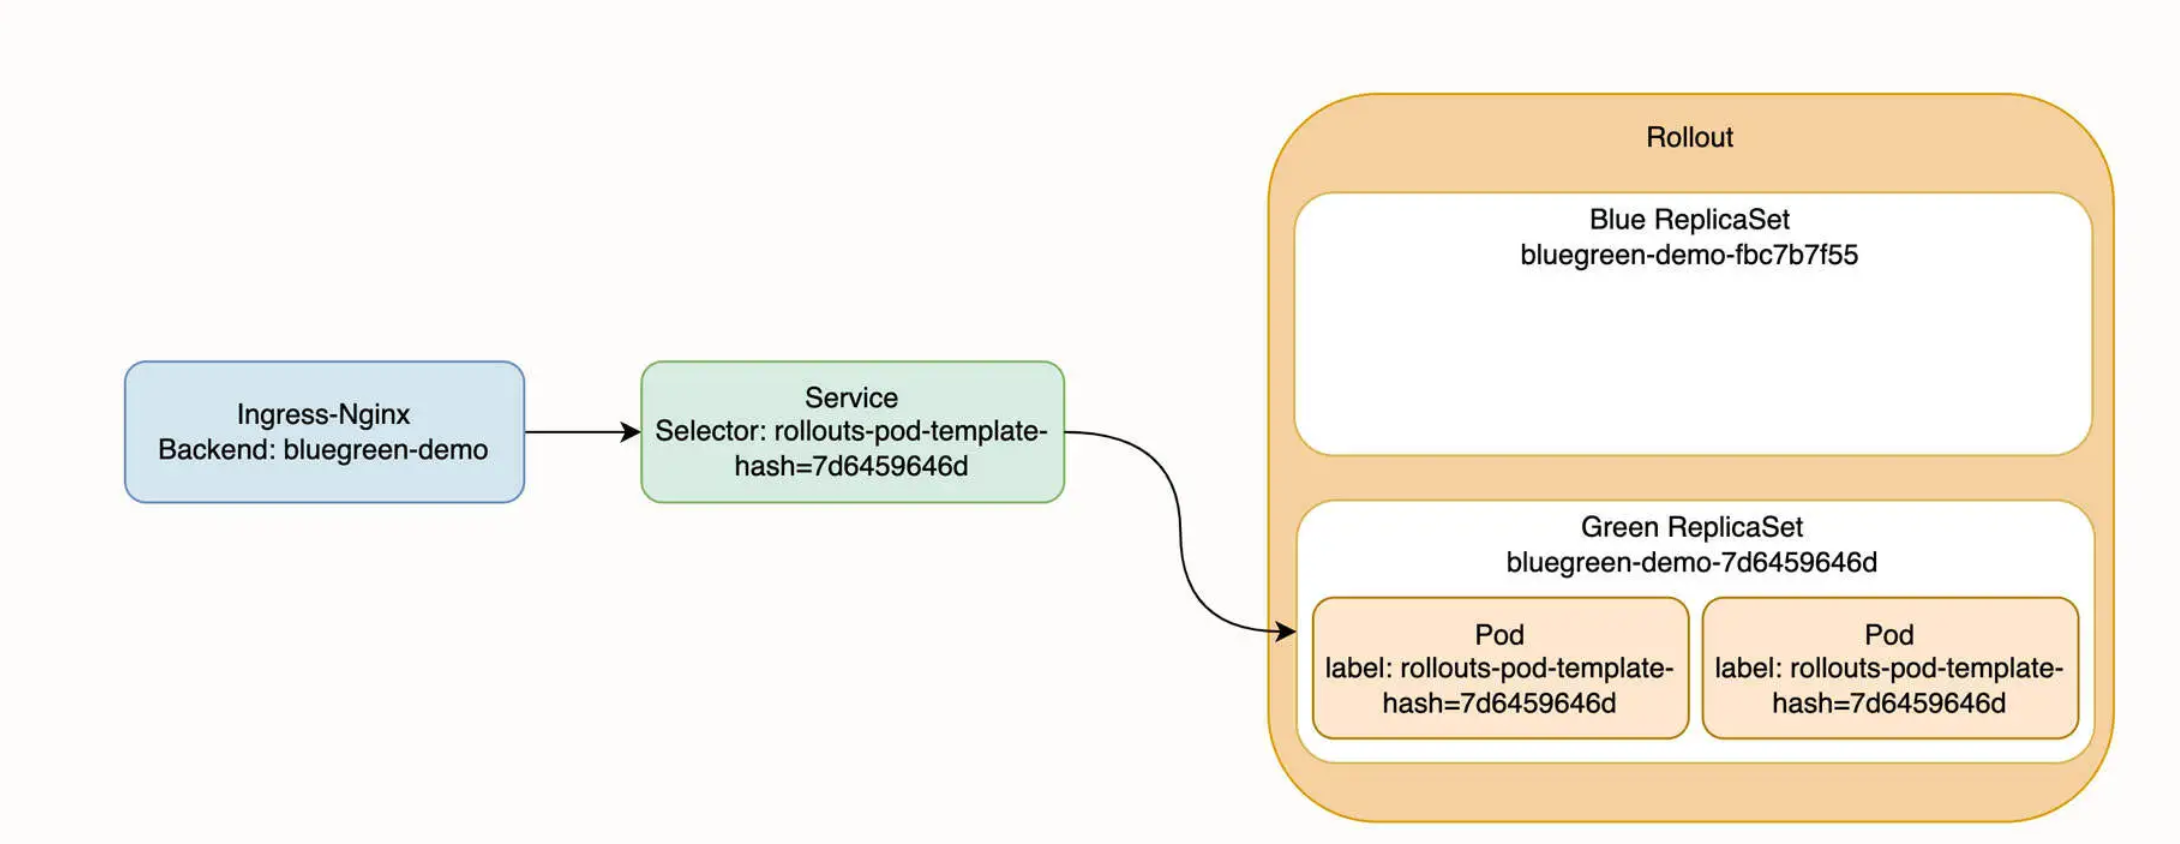 Rollout
Blue ReplicaSet
bluegreen-demo-fbc7b7f55
Ingress-Nginx
Backend: bluegreen-demo
Service
Selector: rollouts-pod-template-
hash=7d6459646d
Green ReplicaSet
bluegreen-demo-7d6459646d
Pod
label: rollouts-pod-template-
hash=7d6459646d
Pod
label: rollouts-pod-template-
hash=7d6459646d